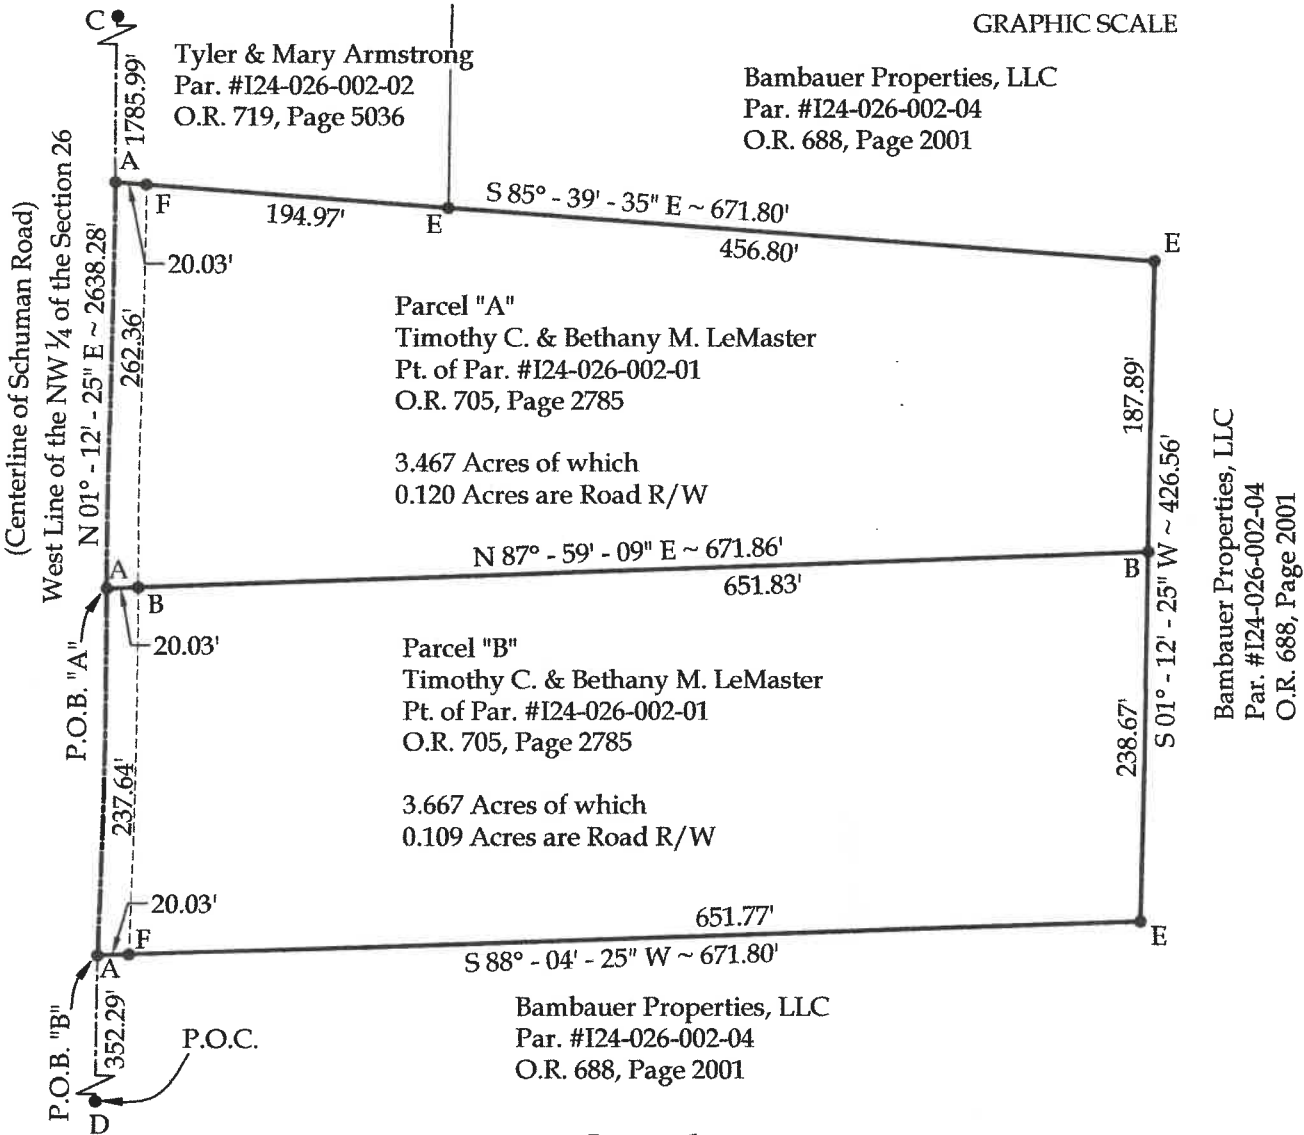 GRAPHIC SCALE
C
1785.99'
Tyler & Mary Armstrong
Par. #I24-026-002-02
O.R. 719, Page 5036
Bambauer Properties, LLC
Par. #I24-026-002-04
O.R. 688, Page 2001
A
F
194.97'
E
S 85° - 39' - 35" E ~ 671.80'
456.80'
E
20.03'
(Centerline of Schuman Road)
West Line of the NW ¼ of the Section 26
N 01° - 12' - 25" E ~ 2638.28'
262.36'
Parcel "A"
Timothy C. & Bethany M. LeMaster
Pt. of Par. #I24-026-002-01
O.R. 705, Page 2785
3.467 Acres of which
0.120 Acres are Road R/W
187.89'
S 01° - 12' - 25" W ~ 426.56'
Bambauer Properties, LLC
Par. #I24-026-002-04
O.R. 688, Page 2001
N 87° - 59' - 09" E ~ 671.86'
651.83'
A
B
B
20.03'
P.O.B. "A"
Parcel "B"
Timothy C. & Bethany M. LeMaster
Pt. of Par. #I24-026-002-01
O.R. 705, Page 2785
3.667 Acres of which
0.109 Acres are Road R/W
237.64'
238.67'
20.03'
651.77'
F
E
A
S 88° - 04' - 25" W ~ 671.80'
P.O.B. "B"
352.29'
P.O.C.
D
Bambauer Properties, LLC
Par. #I24-026-002-04
O.R. 688, Page 2001